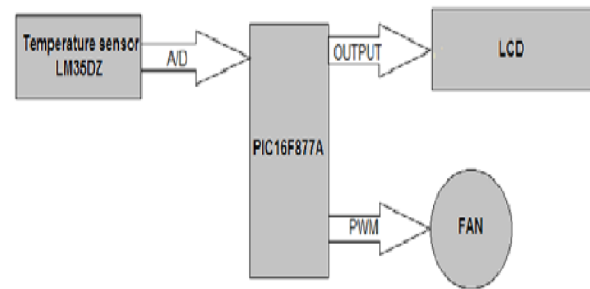 Temperature sensor
LM35DZ
A/D
PIC16F877A
OUTPUT
LCD
PWM
FAN